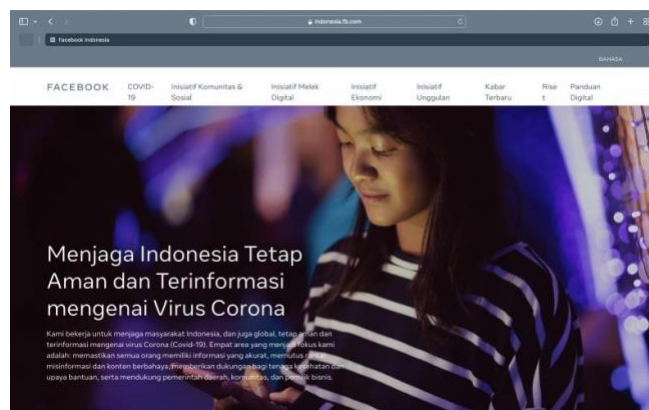 indonesia.fb.com
Facebook Indonesia
BAHASA
FACEBOOK
COVID-
19
Inisiatif Komunitas &
Sosial
Inisiatif Melek
Digital
Inisiatif
Ekonomi
Inisiatif
Unggulan
Kabar
Terbaru
Rise
t
Panduan
Digital
Menjaga Indonesia Tetap
Aman dan Terinformasi
mengenai Virus Corona
Kami bekerja untuk menjaga masyarakat Indonesia, dan juga global, tetap aman dan
terinformasi mengenai virus Corona (Covid-19). Empat area yang menjadi fokus kami
adalah: memastikan semua orang memiliki informasi yang akurat, memutus rantai
misinformasi dan konten berbahaya, memberikan dukungan bagi tenaga kesehatan dan
upaya bantuan, serta mendukung pemerintah daerah, komunitas, dan pemilik bisnis.